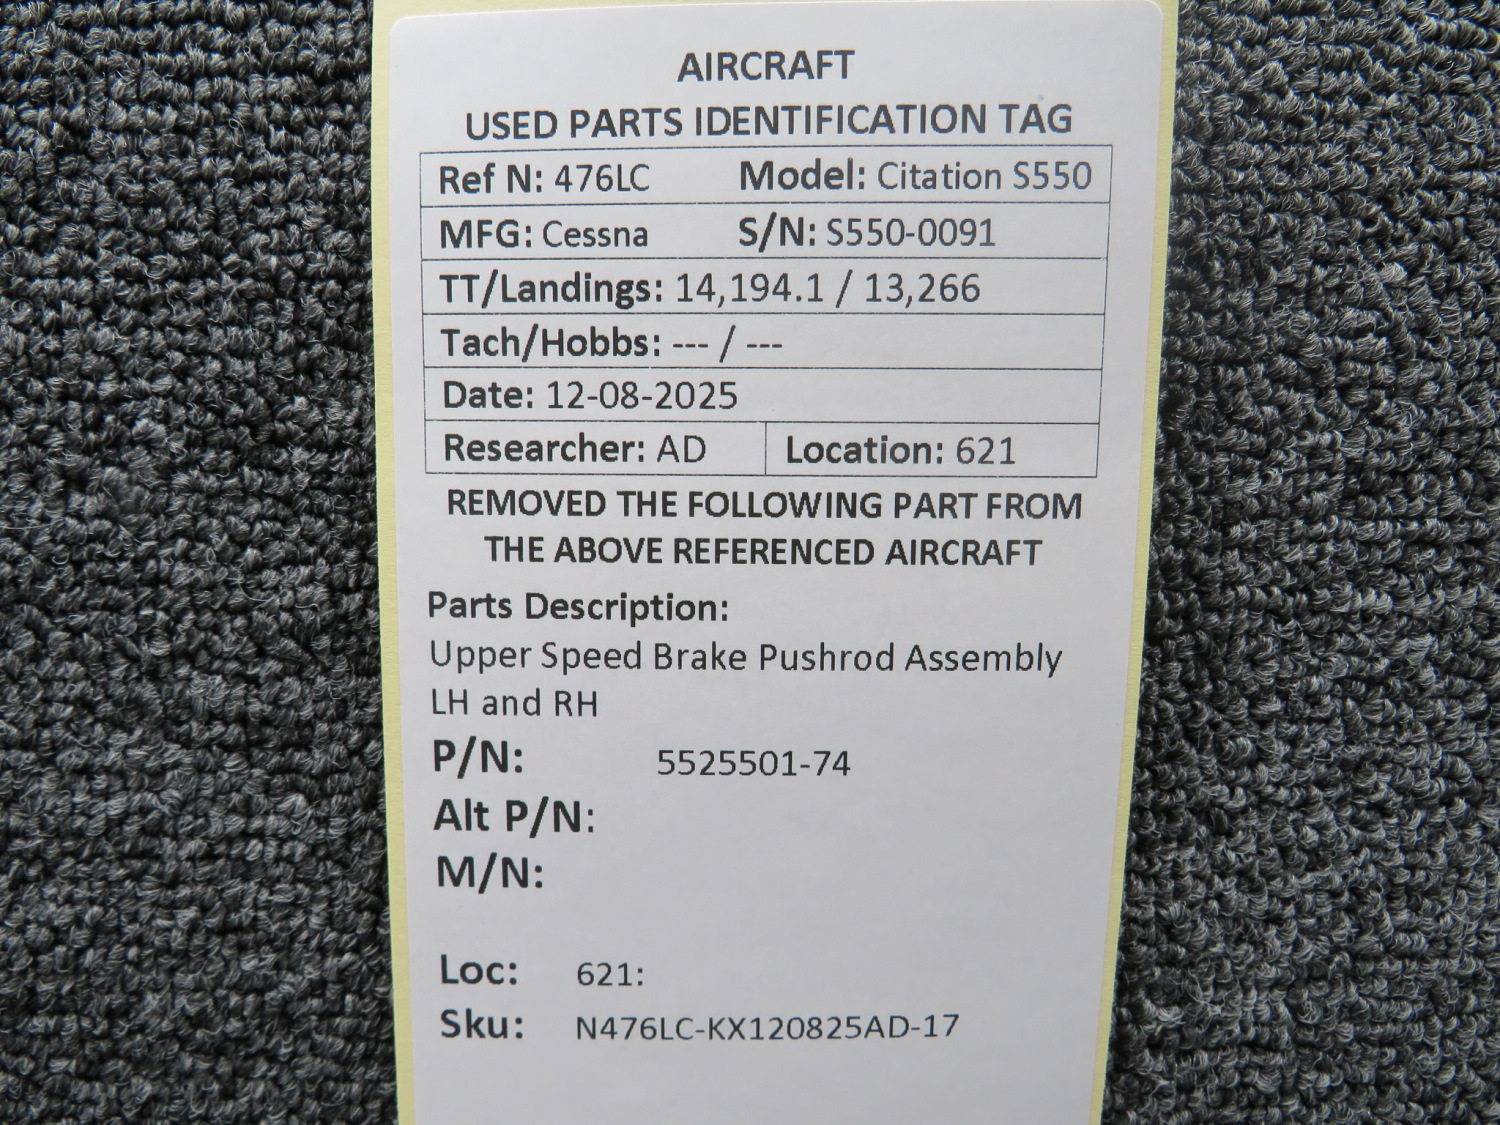 AIRCRAFT
USED PARTS IDENTIFICATION TAG
Ref N: 476LC Model: Citation S550
MFG: Cessna S/N: S550-0091
TT/Landings: 14,194.1 / 13,266
Tach/Hobbs: --- / ---
Date: 12-08-2025
Researcher: AD Location: 621
REMOVED THE FOLLOWING PART FROM
THE ABOVE REFERENCED AIRCRAFT
Parts Description:
Upper Speed Brake Pushrod Assembly
LH and RH
P/N: 5525501-74
Alt P/N:
M/N:
Loc: 621:
Sku: N476LC-KX120825AD-17